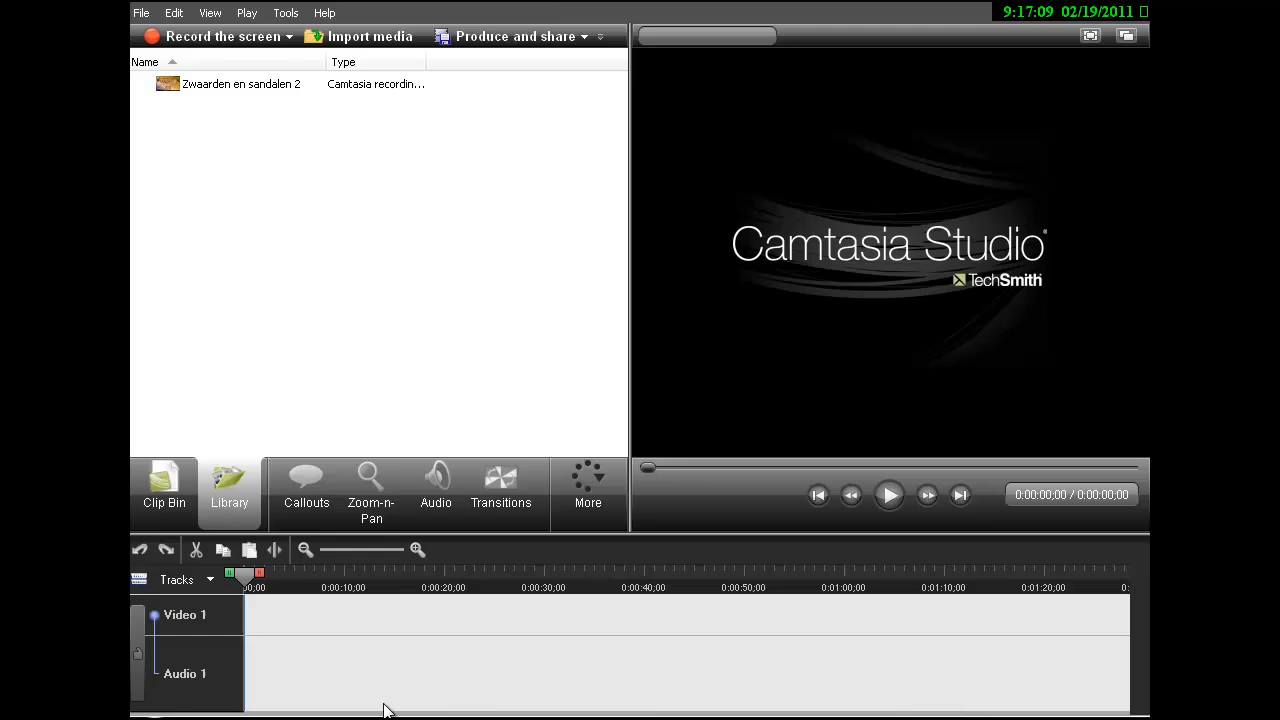 File Edit View Play Tools Help
9:17:09 02/19/2011
Record the screen Import media Produce and share
Name Type
Zwaarden en sandalen 2 Camtasia recordin...
Camtasia Studio
TechSmith
Clip Bin Library Callouts Zoom-n-Pan Audio Transitions More
0:00:00;00 / 0:00:00;00
Tracks 00;00 0:00:10;00 0:00:20;00 0:00:30;00 0:00:40;00 0:00:50;00 0:01:00;00 0:01:10;00 0:01:20;00 0:
Video 1
Audio 1